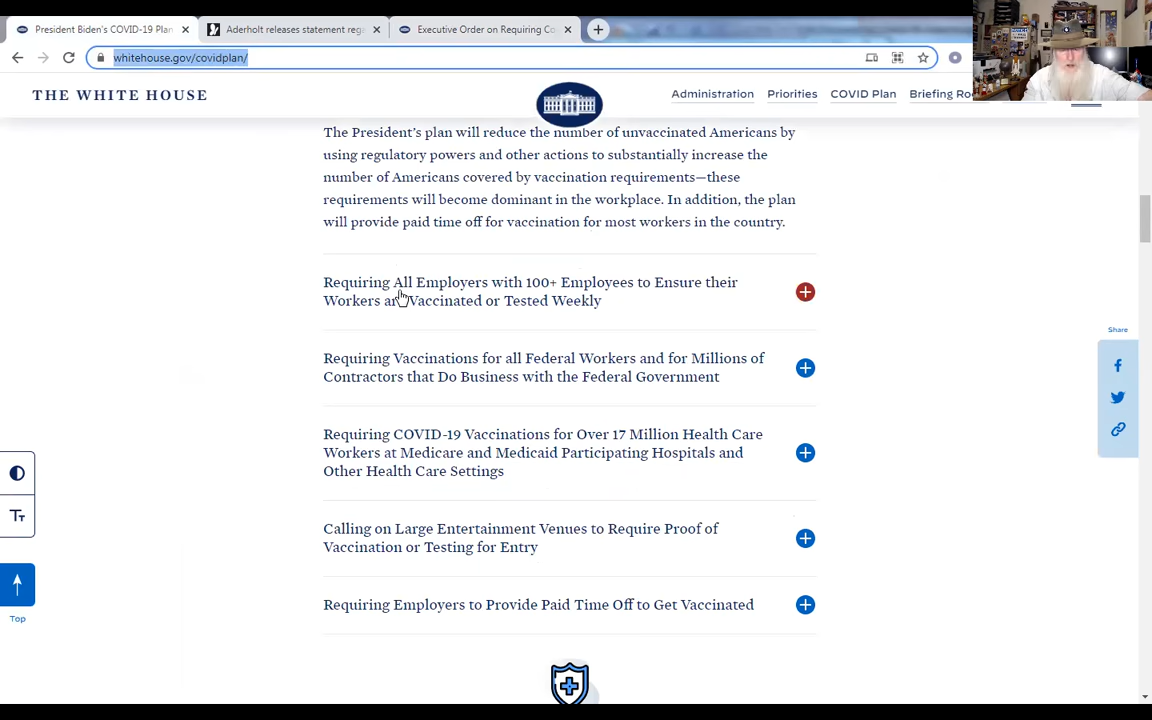 President Biden's COVID-19 Plan
Aderholt releases statement reg
Executive Order on Requiring Co
whitehouse.gov/covidplan/
THE WHITE HOUSE
Administration
Priorities
COVID Plan
Briefing Roo
The President's plan will reduce the number of unvaccinated Americans by
using regulatory powers and other actions to substantially increase the
number of Americans covered by vaccination requirements—these
requirements will become dominant in the workplace. In addition, the plan
will provide paid time off for vaccination for most workers in the country.
Requiring All Employers with 100+ Employees to Ensure their
Workers are Vaccinated or Tested Weekly
Requiring Vaccinations for all Federal Workers and for Millions of
Contractors that Do Business with the Federal Government
Requiring COVID-19 Vaccinations for Over 17 Million Health Care
Workers at Medicare and Medicaid Participating Hospitals and
Other Health Care Settings
Calling on Large Entertainment Venues to Require Proof of
Vaccination or Testing for Entry
Requiring Employers to Provide Paid Time Off to Get Vaccinated
Share
TT
Top